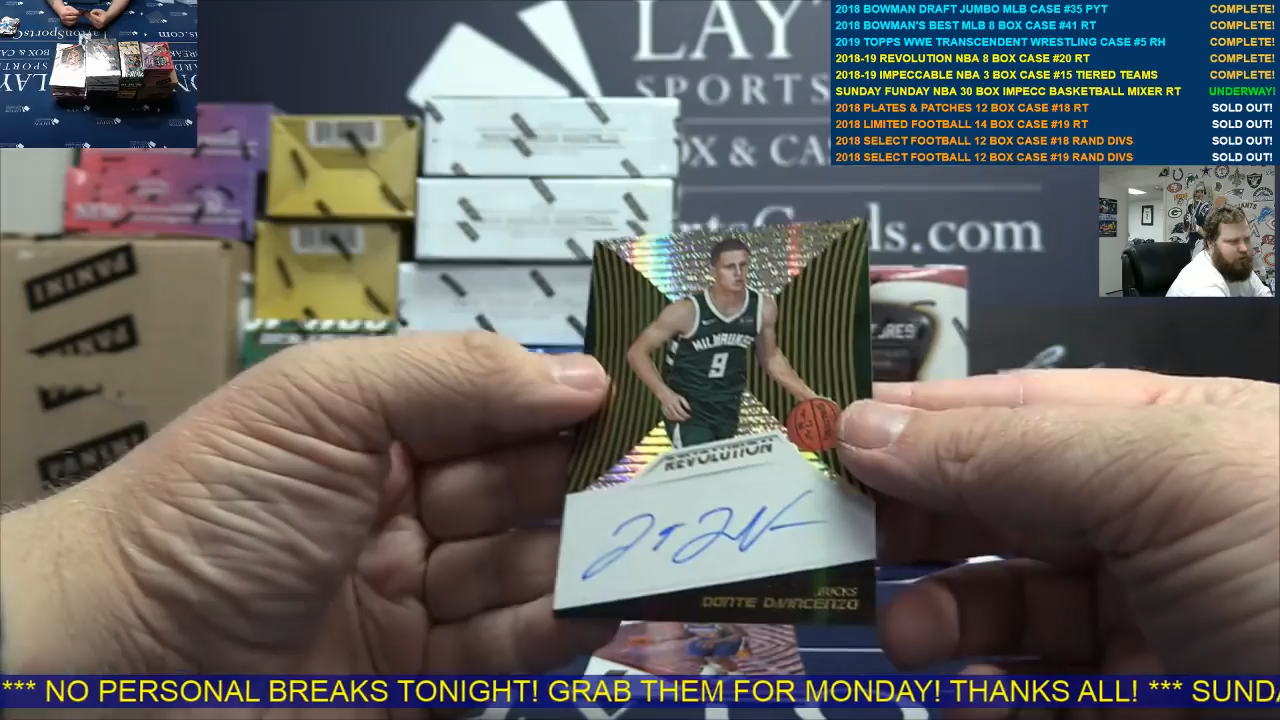 2018 BOWMAN DRAFT JUMBO MLB CASE #35 PYT COMPLETE!
2018 BOWMAN'S BEST MLB 8 BOX CASE #41 RT COMPLETE!
2019 TOPPS WWE TRANSCENDENT WRESTLING CASE #5 RH COMPLETE!
2018-19 REVOLUTION NBA 8 BOX CASE #20 RT COMPLETE!
2018-19 IMPECCABLE NBA 3 BOX CASE #15 TIERED TEAMS COMPLETE!
SUNDAY FUNDAY NBA 30 BOX IMPECC BASKETBALL MIXER RT UNDERWAY!
2018 PLATES & PATCHES 12 BOX CASE #18 RT SOLD OUT!
2018 LIMITED FOOTBALL 14 BOX CASE #19 RT SOLD OUT!
2018 SELECT FOOTBALL 12 BOX CASE #18 RAND DIVS SOLD OUT!
2018 SELECT FOOTBALL 12 BOX CASE #19 RAND DIVS SOLD OUT!
LAY
SPORTS
OX & CA
rtsCards.com
PANINI
PANINI
MILWAUKEE
9
REVOLUTION
BUCKS
DONTE DIVINCENZO
*** NO PERSONAL BREAKS TONIGHT! GRAB THEM FOR MONDAY! THANKS ALL! *** SUNDA